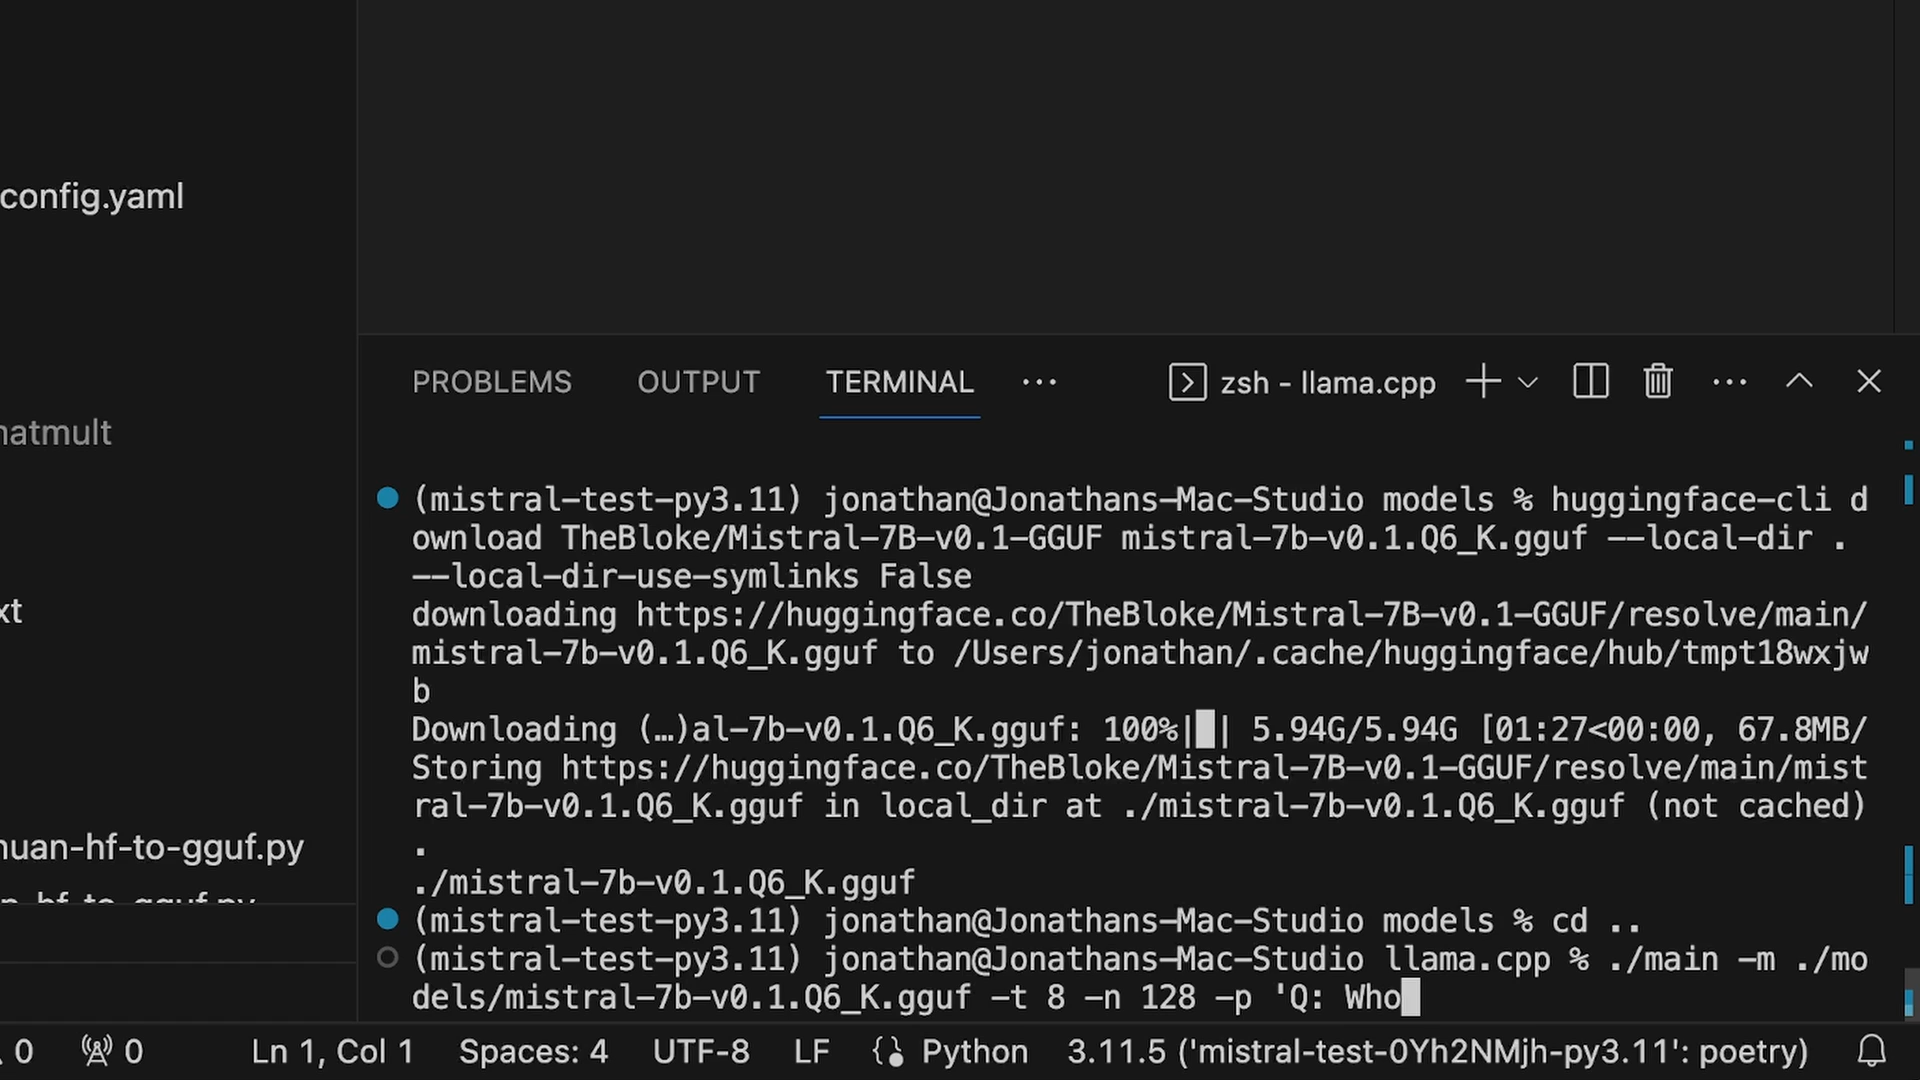 config.yaml
natmult
xt
huan-hf-to-gguf.py
PROBLEMS OUTPUT TERMINAL ... zsh - llama.cpp
(mistral-test-py3.11) jonathan@Jonathans-Mac-Studio models % huggingface-cli d
ownload TheBloke/Mistral-7B-v0.1-GGUF mistral-7b-v0.1.Q6_K.gguf --local-dir .
--local-dir-use-symlinks False
downloading https://huggingface.co/TheBloke/Mistral-7B-v0.1-GGUF/resolve/main/
mistral-7b-v0.1.Q6_K.gguf to /Users/jonathan/.cache/huggingface/hub/tmpt18wxjw
b
Downloading (…)al-7b-v0.1.Q6_K.gguf: 100%|█| 5.94G/5.94G [01:27<00:00, 67.8MB/
Storing https://huggingface.co/TheBloke/Mistral-7B-v0.1-GGUF/resolve/main/mist
ral-7b-v0.1.Q6_K.gguf in local_dir at ./mistral-7b-v0.1.Q6_K.gguf (not cached)
.
./mistral-7b-v0.1.Q6_K.gguf
(mistral-test-py3.11) jonathan@Jonathans-Mac-Studio models % cd ..
(mistral-test-py3.11) jonathan@Jonathans-Mac-Studio llama.cpp % ./main -m ./mo
dels/mistral-7b-v0.1.Q6_K.gguf -t 8 -n 128 -p 'Q: Who
0 0 Ln 1, Col 1 Spaces: 4 UTF-8 LF Python 3.11.5 ('mistral-test-0Yh2NMjh-py3.11': poetry)